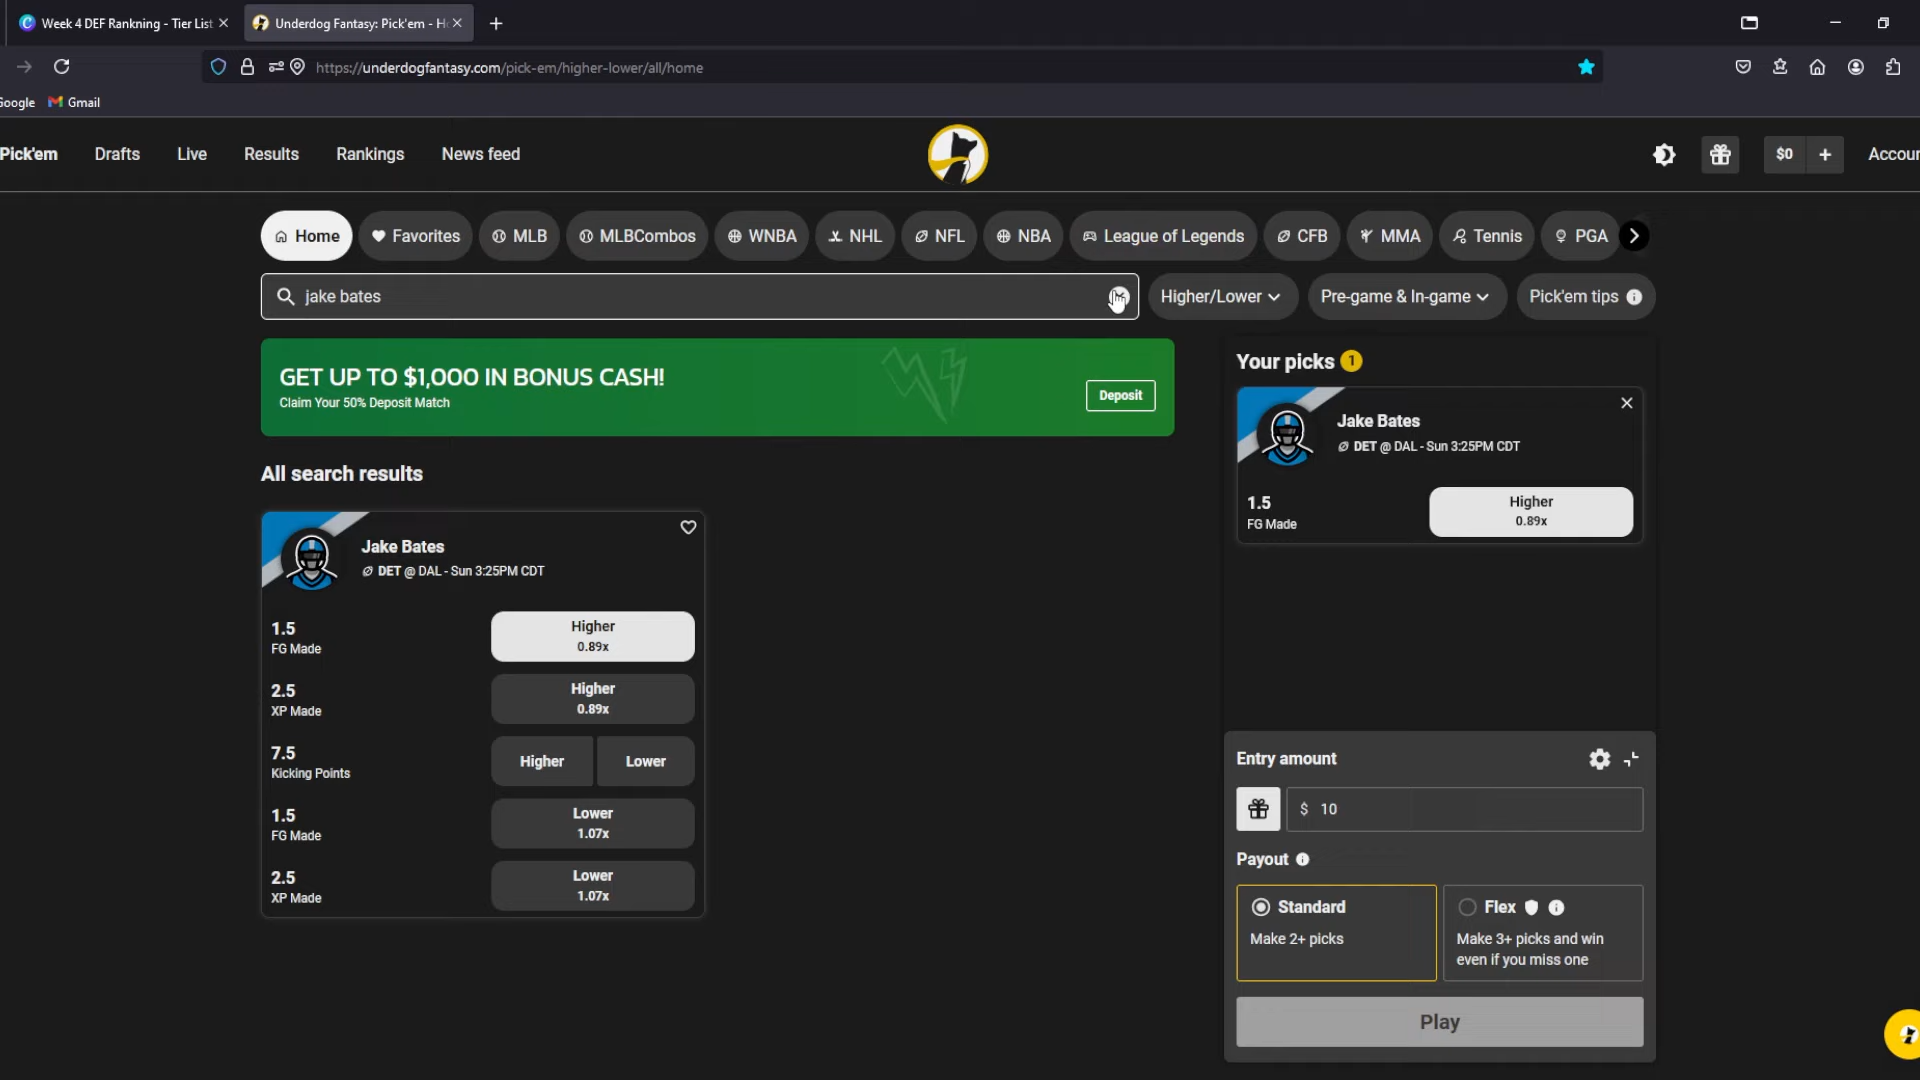 Week 4 DEF Rankning - Tier List
Underdog Fantasy: Pick'em - H
https://underdogfantasy.com/pick-em/higher-lower/all/home
Google
Gmail
Pick'em
Drafts
Live
Results
Rankings
News feed
$0
+
Accoun
Home
Favorites
MLB
MLBCombos
WNBA
NHL
NFL
NBA
League of Legends
CFB
MMA
Tennis
PGA
jake bates
Higher/Lower
Pre-game & In-game
Pick'em tips
GET UP TO $1,000 IN BONUS CASH!
Claim Your 50% Deposit Match
Deposit
All search results
Jake Bates
DET @ DAL - Sun 3:25PM CDT
1.5
FG Made
Higher
0.89x
2.5
XP Made
Higher
0.89x
7.5
Kicking Points
Higher
Lower
1.5
FG Made
Lower
1.07x
2.5
XP Made
Lower
1.07x
Your picks 1
Jake Bates
DET @ DAL - Sun 3:25PM CDT
1.5
FG Made
Higher
0.89x
Entry amount
$ 10
Payout
Standard
Make 2+ picks
Flex
Make 3+ picks and win
even if you miss one
Play